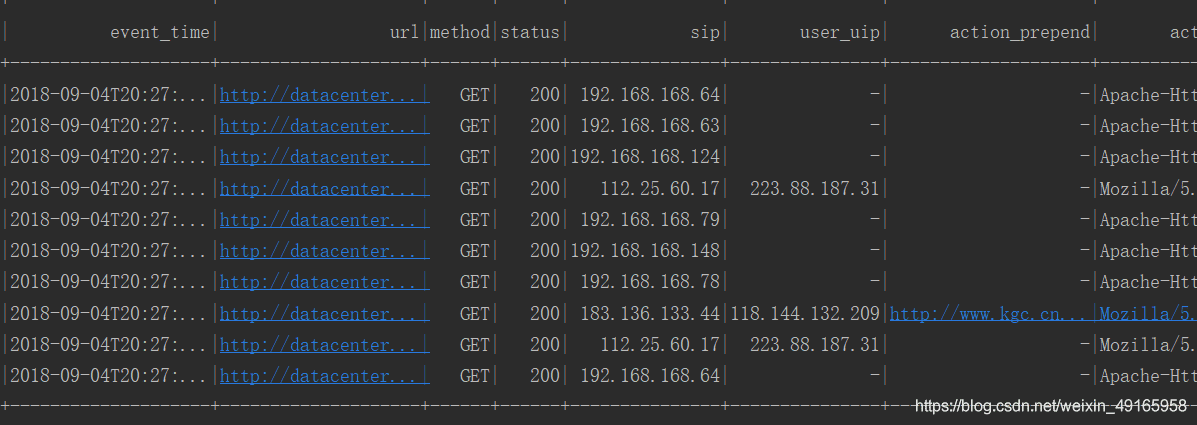 | event_time| url|method|status| sip| user_uip| action_prepend| act
+--------------------+--------------------+------+------+---------------+---------------+--------------------+----------
|2018-09-04T20:27:...|http://datacenter...| GET| 200| 192.168.168.64| -| -|Apache-Htt
|2018-09-04T20:27:...|http://datacenter...| GET| 200| 192.168.168.63| -| -|Apache-Htt
|2018-09-04T20:27:...|http://datacenter...| GET| 200|192.168.168.124| -| -|Apache-Htt
|2018-09-04T20:27:...|http://datacenter...| GET| 200| 112.25.60.17| 223.88.187.31| -|Mozilla/5.
|2018-09-04T20:27:...|http://datacenter...| GET| 200| 192.168.168.79| -| -|Apache-Htt
|2018-09-04T20:27:...|http://datacenter...| GET| 200|192.168.168.148| -| -|Apache-Htt
|2018-09-04T20:27:...|http://datacenter...| GET| 200| 192.168.168.78| -| -|Apache-Htt
|2018-09-04T20:27:...|http://datacenter...| GET| 200| 183.136.133.44|118.144.132.209|http://www.kgc.cn...|Mozilla/5.
|2018-09-04T20:27:...|http://datacenter...| GET| 200| 112.25.60.17| 223.88.187.31| -|Mozilla/5.
|2018-09-04T20:27:...|http://datacenter...| GET| 200| 192.168.168.64| -| -|Apache-Htt
+--------------------+--------------------+------+------+---------------+---------------+--------------------+----------
https://blog.csdn.net/weixin_49165958